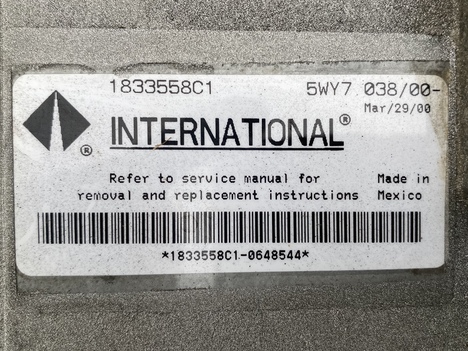 1833558C1 5WY7 038/00-
Mar/29/00
INTERNATIONAL®
®
Refer to service manual for Made in
removal and replacement instructions Mexico
*1833558C1-0648544*